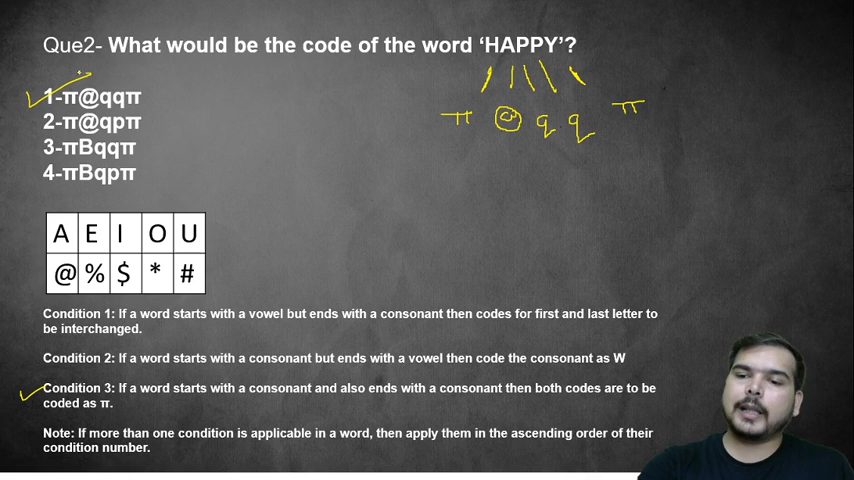 Que2- What would be the code of the word ‘HAPPY’?
1-π@qqπ
2-π@qpπ
3-πBqqπ
4-πBqpπ
π @ q q π
A E I O U
@ % $ * #
Condition 1: If a word starts with a vowel but ends with a consonant then codes for first and last letter to
be interchanged.
Condition 2: If a word starts with a consonant but ends with a vowel then code the consonant as W
Condition 3: If a word starts with a consonant and also ends with a consonant then both codes are to be
coded as π.
Note: If more than one condition is applicable in a word, then apply them in the ascending order of their
condition number.